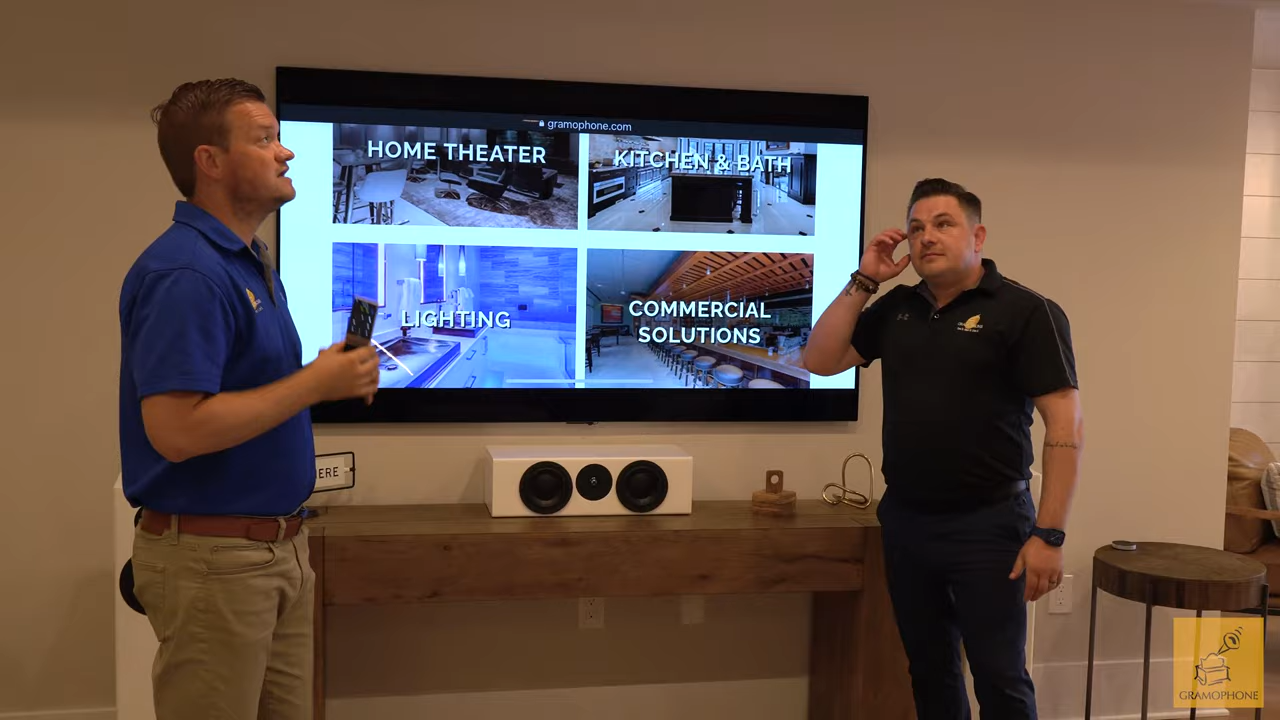 gramophone.com
HOME THEATER
KITCHEN & BATH
LIGHTING
COMMERCIAL
SOLUTIONS
ERE
GRAMOPHONE